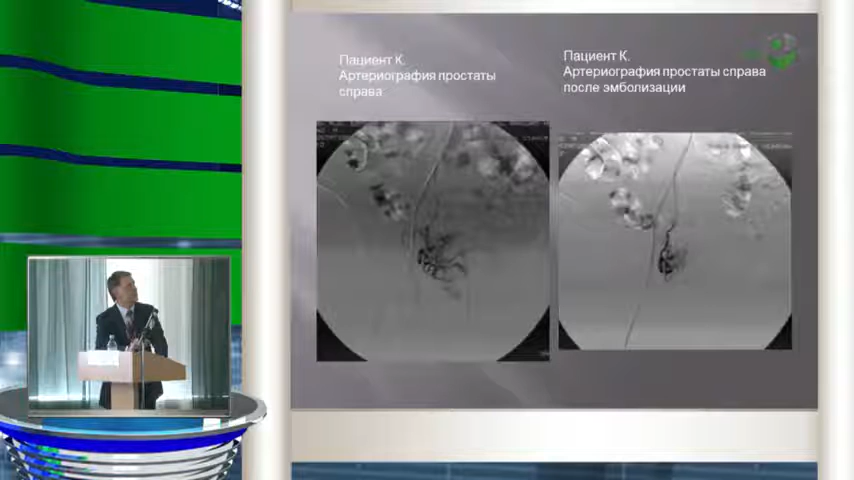 Пациент К.
Артериография простаты
справа
Пациент К.
Артериография простаты справа
после эмболизации